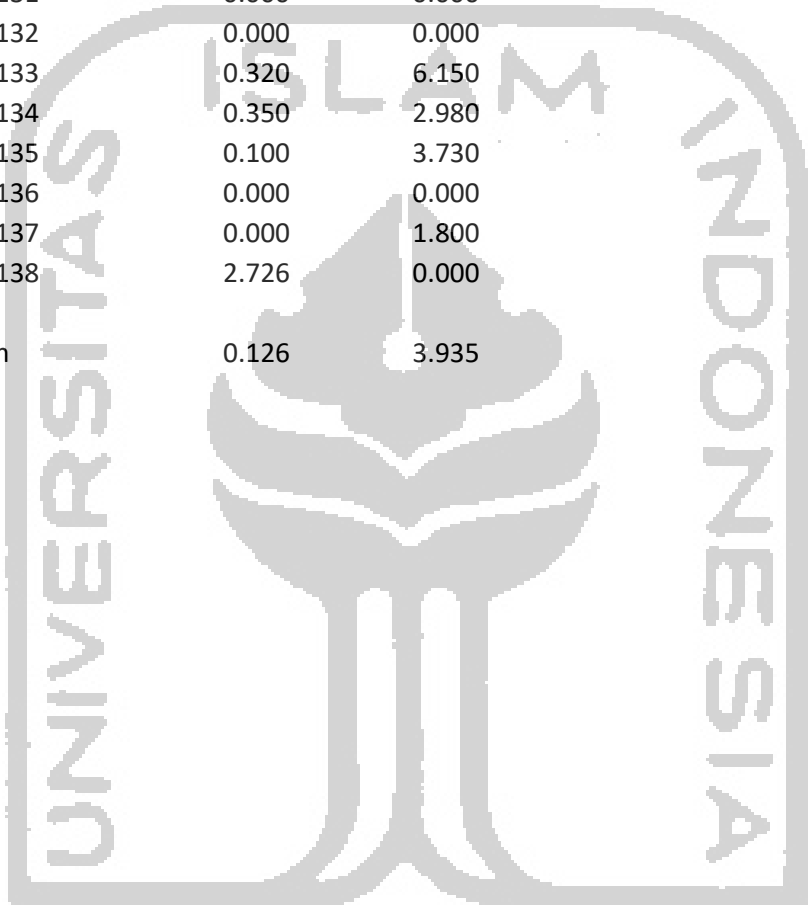 132 0.000 0.000
133 0.320 6.150
134 0.350 2.980
135 0.100 3.730
136 0.000 0.000
137 0.000 1.800
138 2.726 0.000
0.126 3.935
ISLAM
UNIVERSITAS
INDONESIA